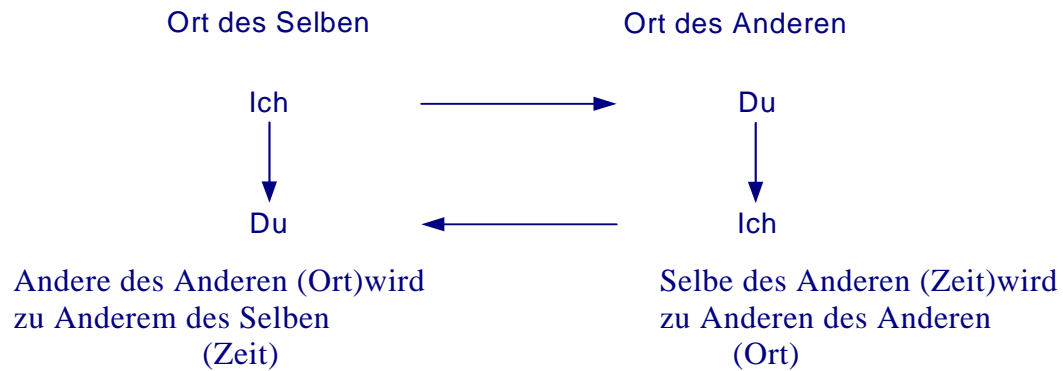 Ort des Selben Ort des Anderen
Ich Du
Du Ich
Andere des Anderen (Ort)wird
zu Anderem des Selben
(Zeit)
Selbe des Anderen (Zeit)wird
zu Anderen des Anderen
(Ort)